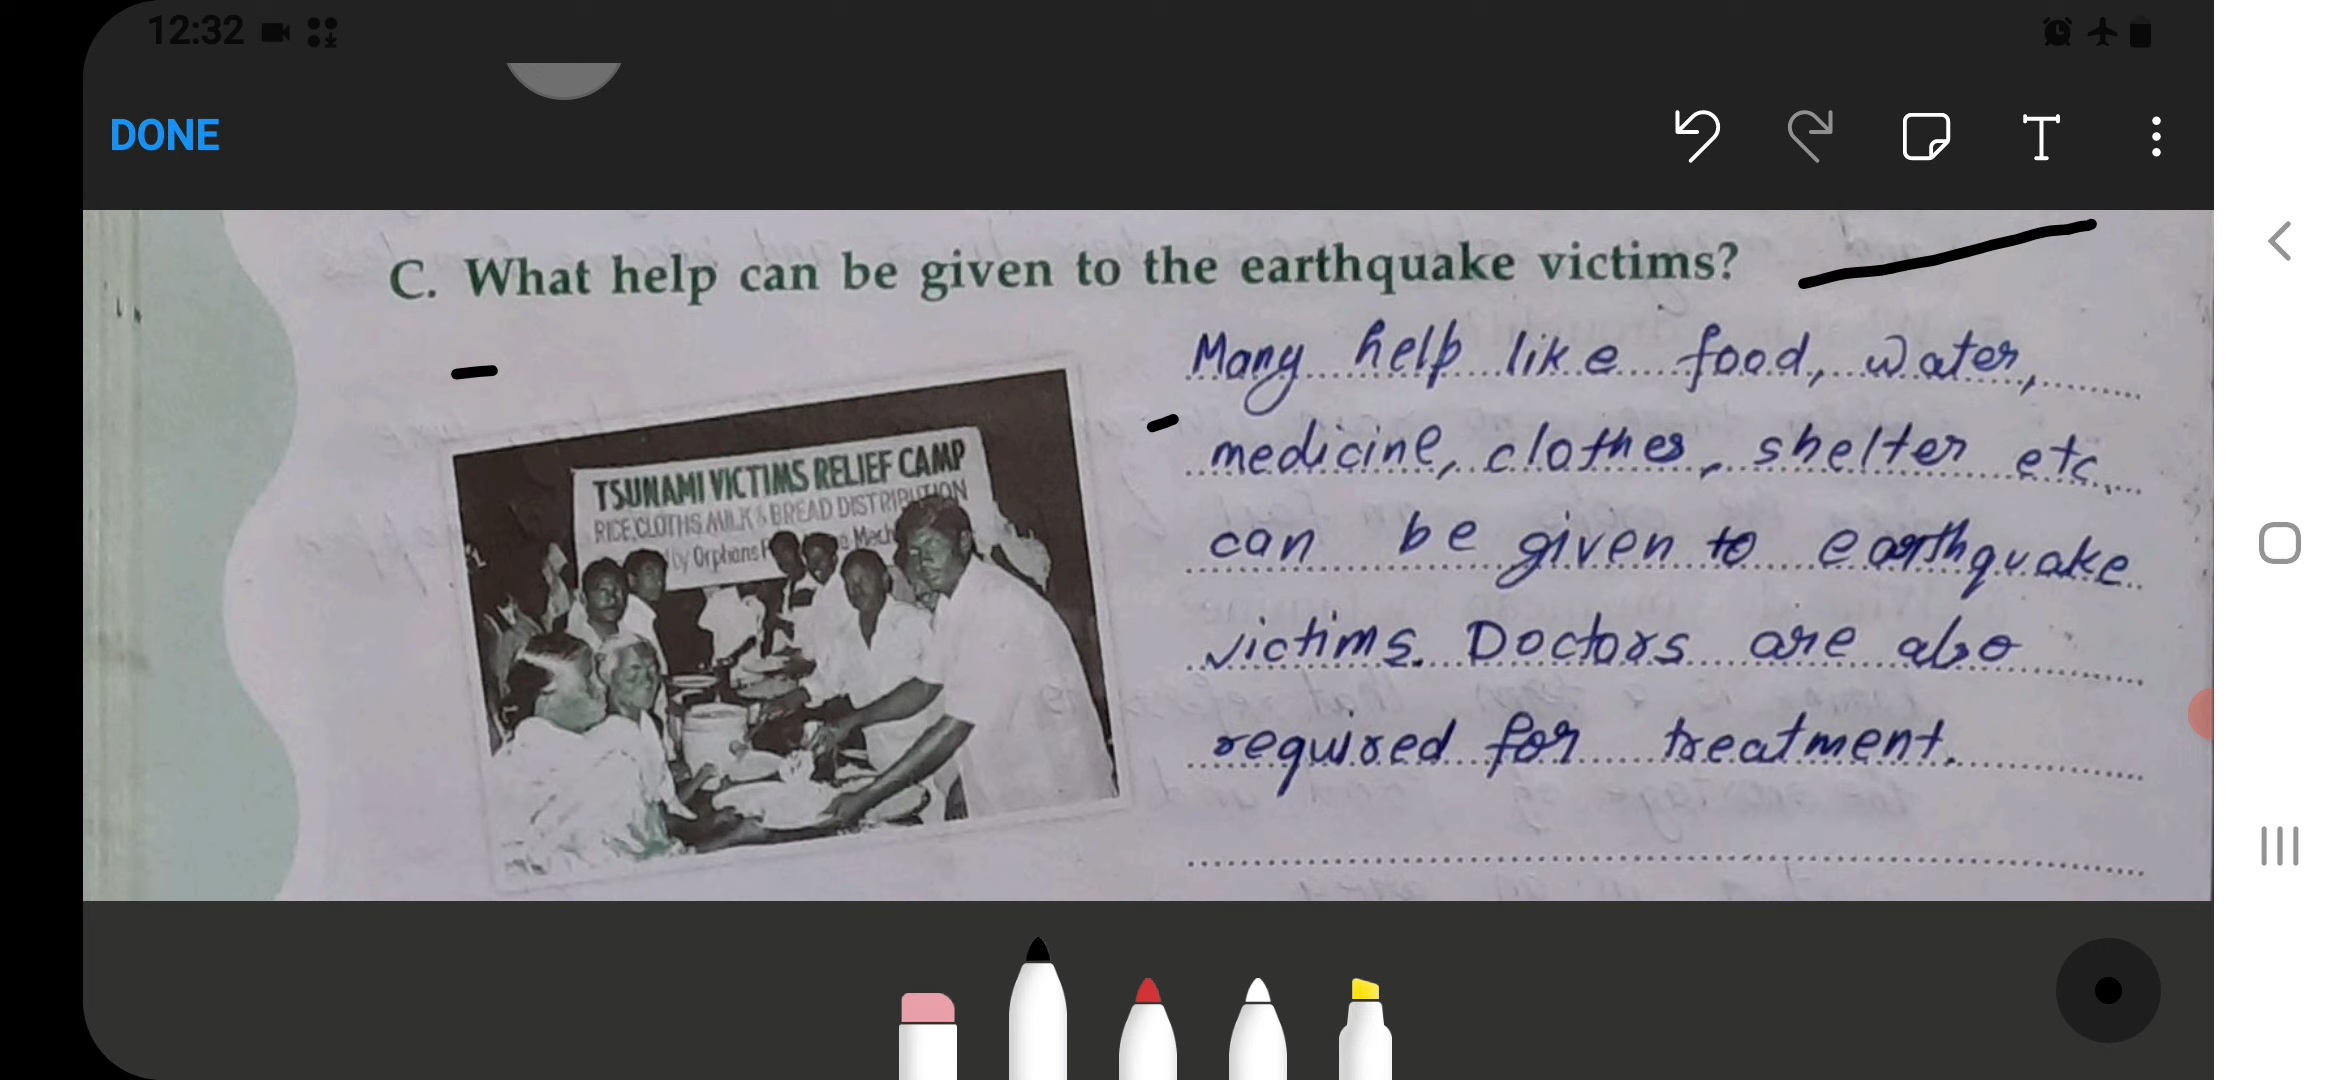 12:32
DONE
T
C. What help can be given to the earthquake victims?
Many help like food, water,
medicine, clothes, shelter etc.
can be given to earthquake
victims. Doctors are also
required for treatment.
TSUNAMI VICTIMS RELIEF CAMP
RICE, CLOTHS MILK & BREAD DISTRIBUTION
by Orphans